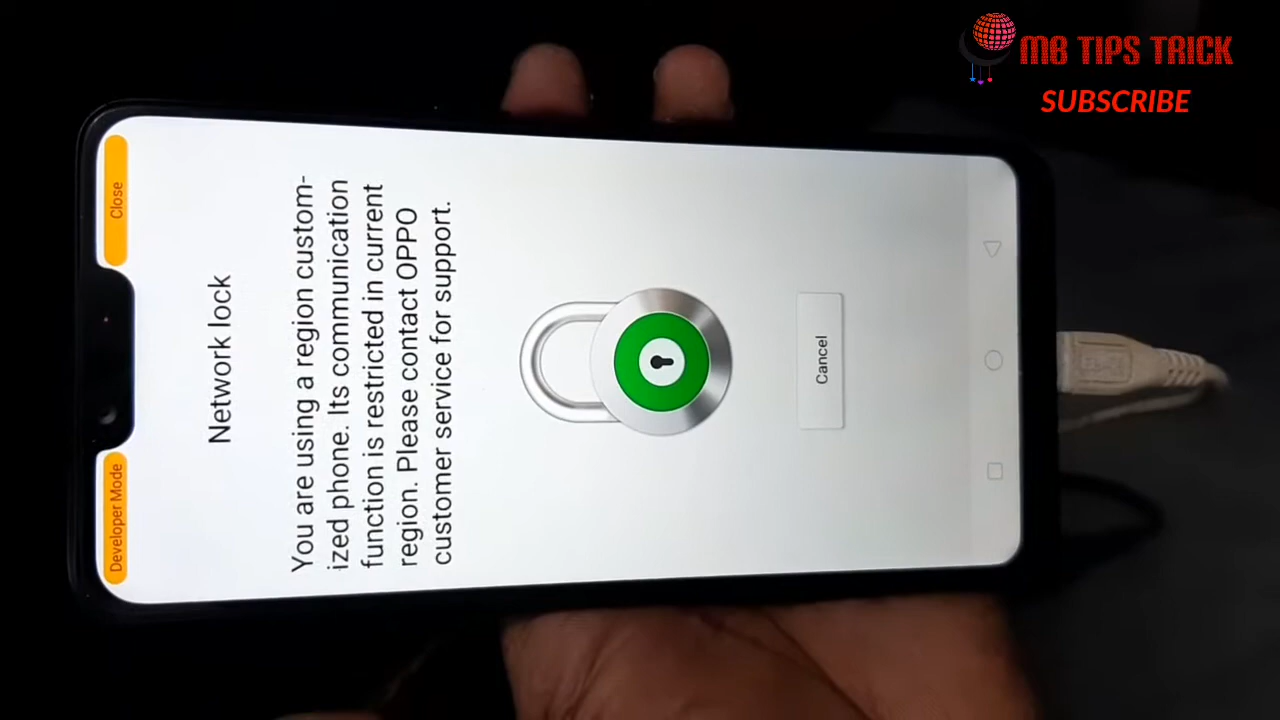 MB TIPS TRICK
SUBSCRIBE
Developer Mode
Close
Network lock
You are using a region custom-
ized phone. Its communication
function is restricted in current
region. Please contact OPPO
customer service for support.
Cancel